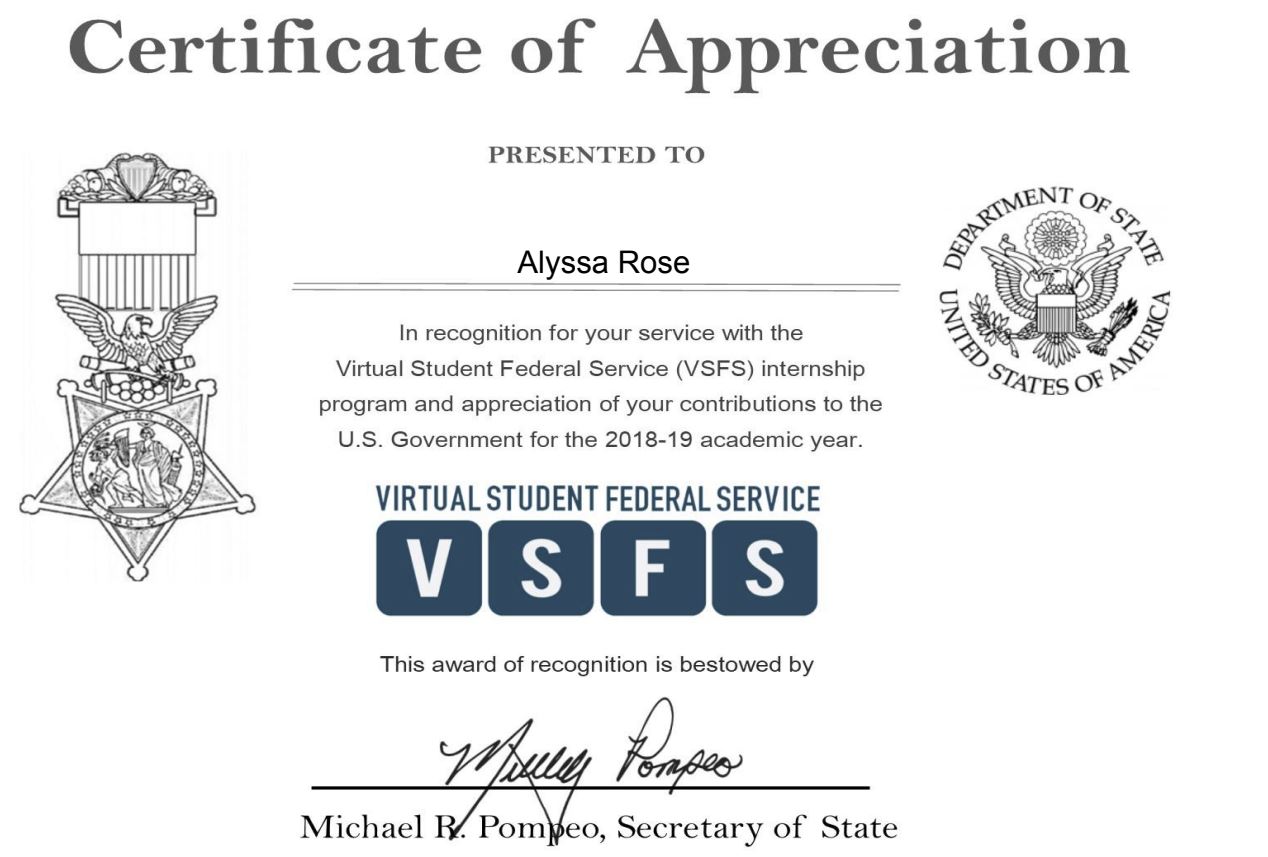 Certificate of Appreciation
PRESENTED TO
Alyssa Rose
DEPARTMENT OF STATE
UNITED STATES OF AMERICA
In recognition for your service with the
Virtual Student Federal Service (VSFS) internship
program and appreciation of your contributions to the
U.S. Government for the 2018-19 academic year.
VIRTUAL STUDENT FEDERAL SERVICE
V S F S
This award of recognition is bestowed by
Michael R. Pompeo, Secretary of State